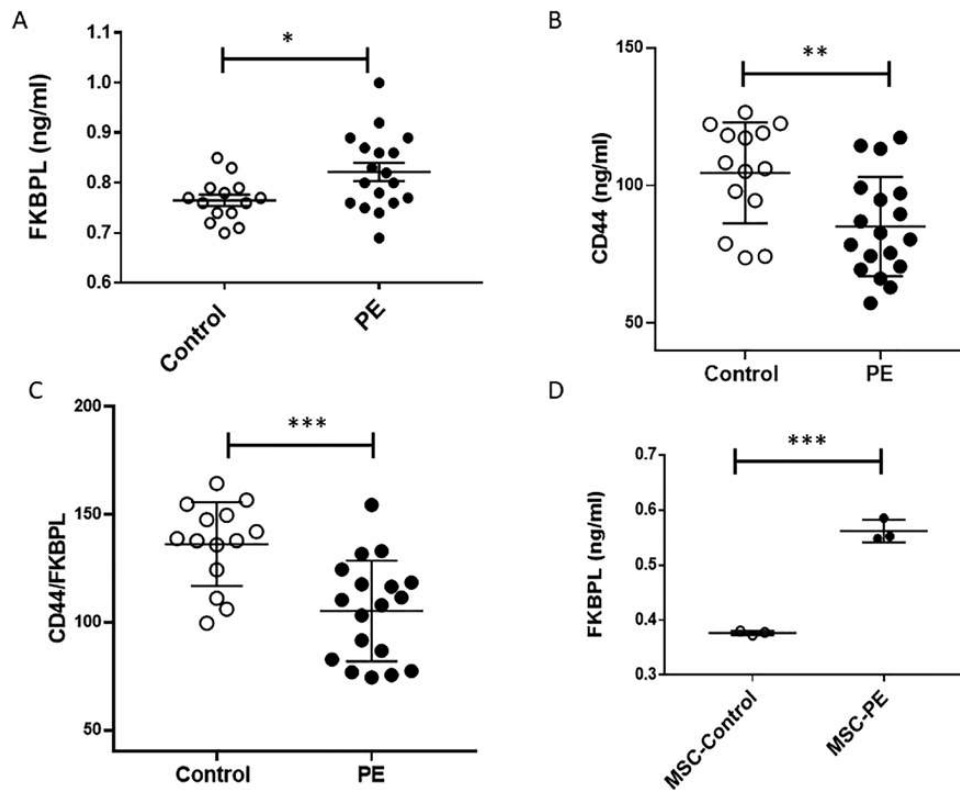 A
FKBPL (ng/ml)
1.1
1.0
0.9
0.8
0.7
0.6
*
Control
PE
B
CD44 (ng/ml)
150
100
50
**
Control
PE
C
CD44/FKBPL
200
150
100
50
***
Control
PE
D
FKBPL (ng/ml)
0.7
0.6
0.5
0.4
0.3
***
MSC-Control
MSC-PE